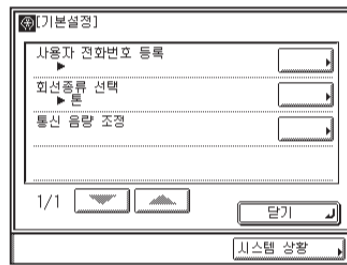 [기본설정]
사용자 전화번호 등록
▶
회선종류 선택
▶톤
통신 음량 조정
1/1
닫기
시스템 상황